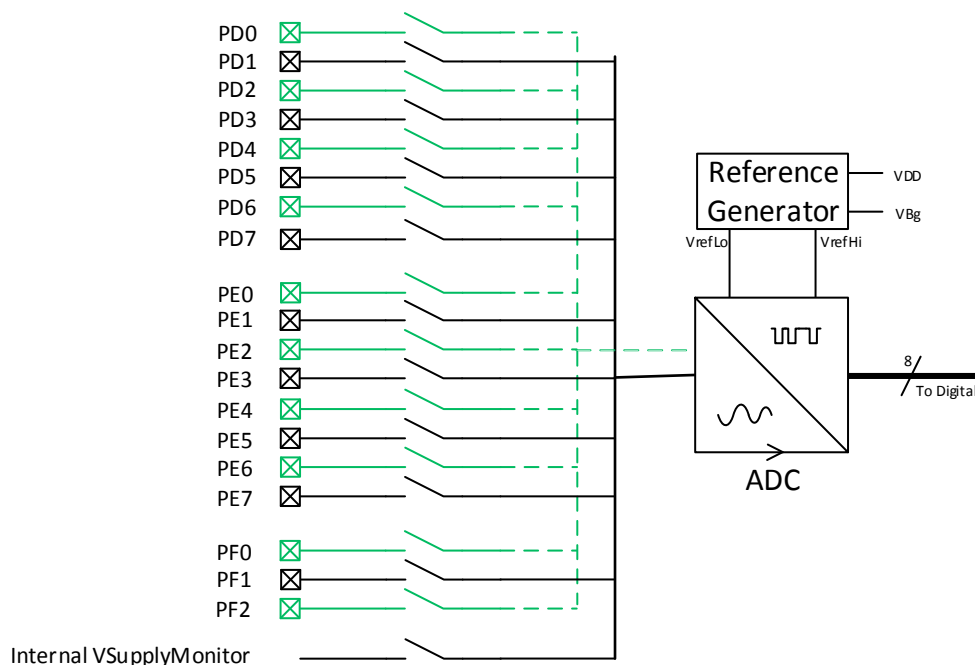 PD0
PD1
PD2
PD3
PD4
PD5
PD6
PD7
PE0
PE1
PE2
PE3
PE4
PE5
PE6
PE7
PF0
PF1
PF2
Internal VSupplyMonitor
Reference
Generator
VDD
VBg
VrefLo
VrefHi
8
To Digital
ADC